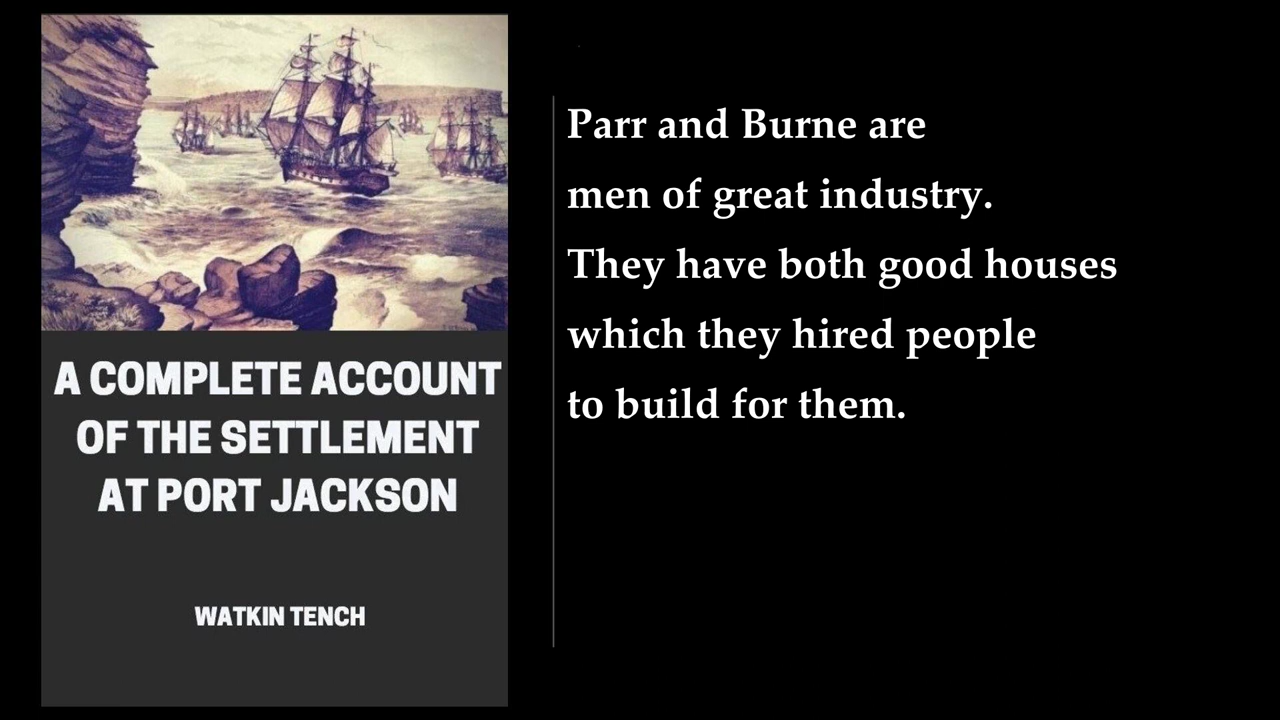 A COMPLETE ACCOUNT
OF THE SETTLEMENT
AT PORT JACKSON
WATKIN TENCH
Parr and Burne are
men of great industry.
They have both good houses
which they hired people
to build for them.